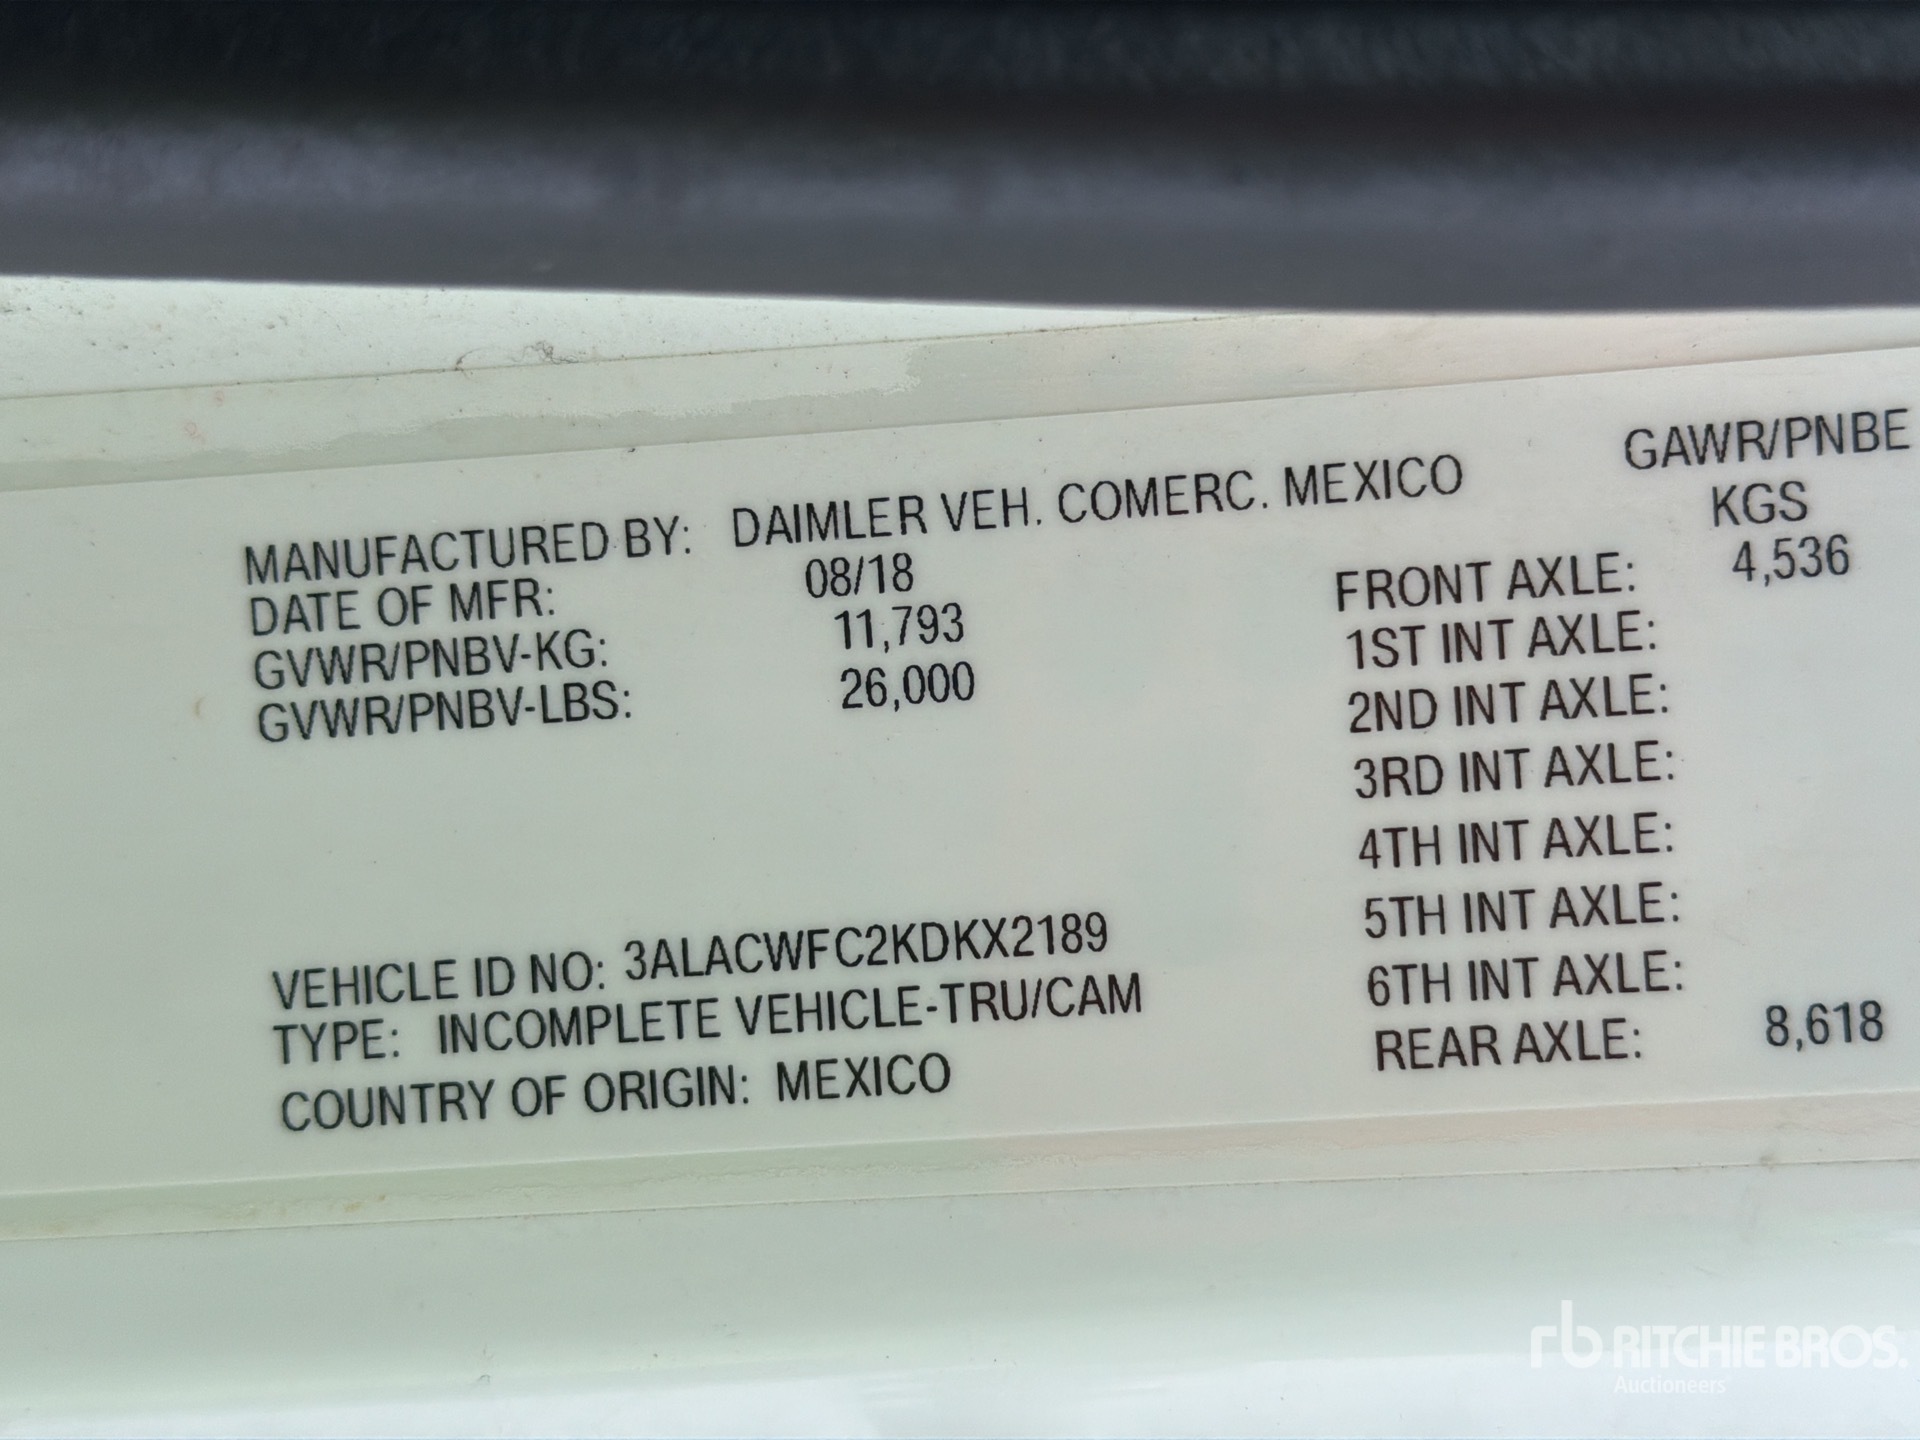 MANUFACTURED BY: DAIMLER VEH. COMERC. MEXICO
DATE OF MFR: 08/18
GVWR/PNBV-KG: 11,793
GVWR/PNBV-LBS: 26,000
VEHICLE ID NO: 3ALACWFC2KDKX2189
TYPE: INCOMPLETE VEHICLE-TRU/CAM
COUNTRY OF ORIGIN: MEXICO
GAWR/PNBE
KGS
FRONT AXLE: 4,536
1ST INT AXLE:
2ND INT AXLE:
3RD INT AXLE:
4TH INT AXLE:
5TH INT AXLE:
6TH INT AXLE:
REAR AXLE: 8,618
rb RITCHIE BROS.
Auctioneers